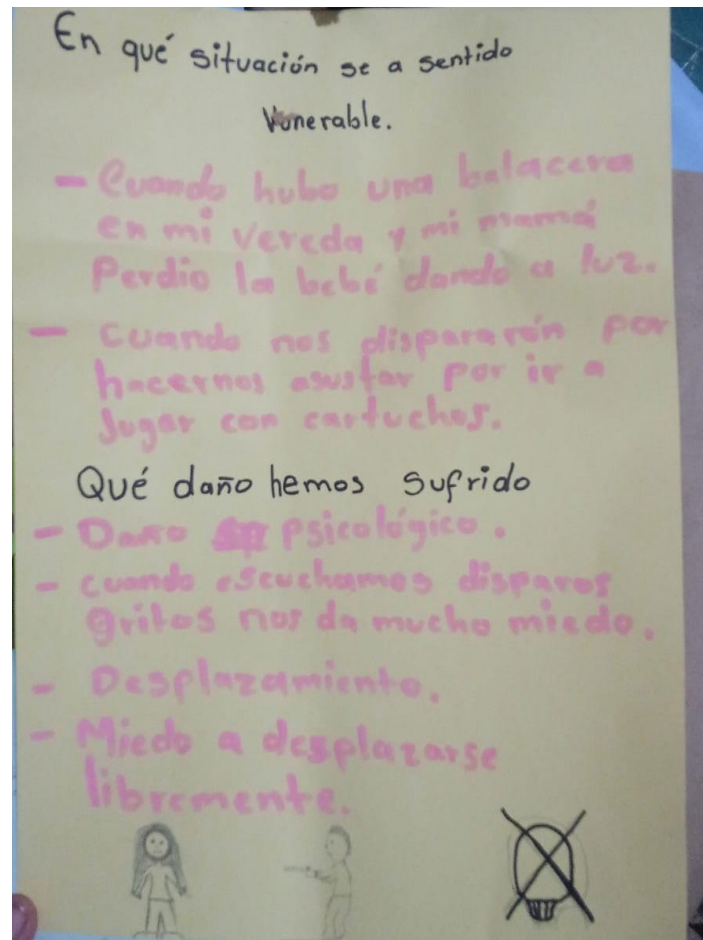 En qué situación se a sentido
Vunerable.
- Cuando hubo una balacera
en mi vereda y mi mamá
Perdio la bebé dando a luz.
- Cuando nos dispararón por
hacernos asustar por ir a
Jugar con cartuchos.
Qué daño hemos sufrido
- Daño psicológico.
- cuando escuchamos disparos
gritos nos da mucho miedo.
- Desplazamiento.
- Miedo a desplazarse
libremente.